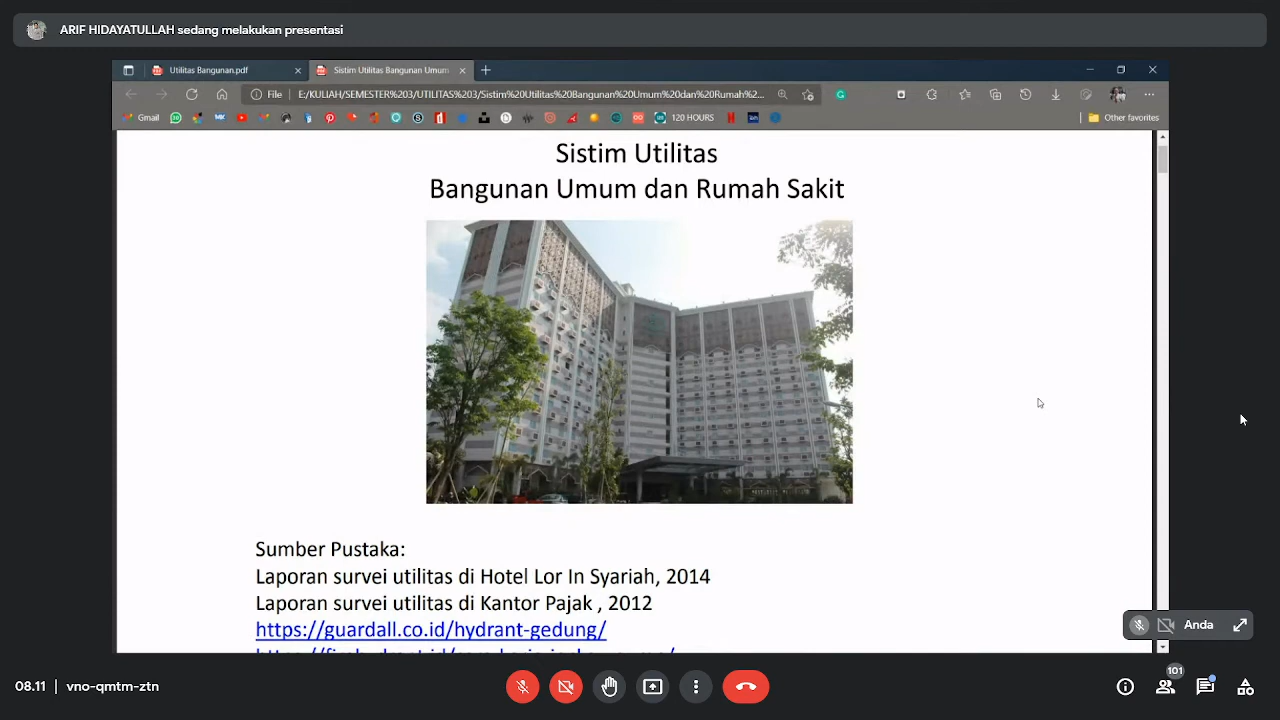 ARIF HIDAYATULLAH sedang melakukan presentasi
Utilitas Bangunan.pdf
Sistim Utilitas Bangunan Umum
File
E:/KULIAH/SEMESTER%203/UTILITAS%203/Sistim%20Utilitas%20Bangunan%20Umum%20dan%20Rumah%2...
Gmail
120 HOURS
Other favorites
Sistim Utilitas
Bangunan Umum dan Rumah Sakit
Sumber Pustaka:
Laporan survei utilitas di Hotel Lor In Syariah, 2014
Laporan survei utilitas di Kantor Pajak , 2012
https://guardall.co.id/hydrant-gedung/
Anda
08.11 | vno-qmtm-ztn
101